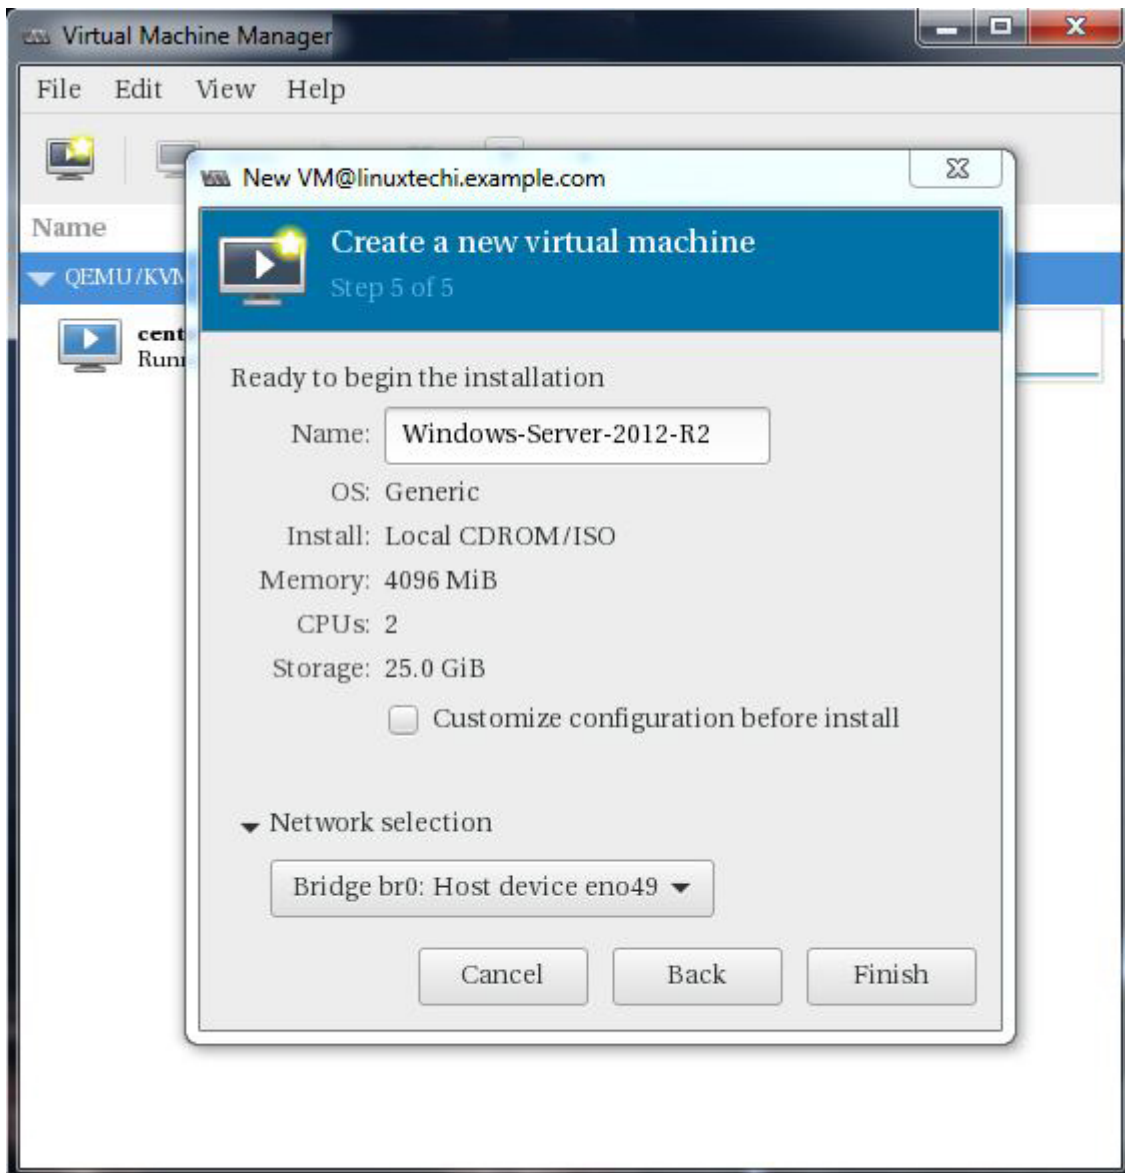 Virtual Machine Manager
File Edit View Help
New VM@linuxtechi.example.com
Name
Create a new virtual machine
Step 5 of 5
QEMU/KVM
cent
Ready to begin the installation
Name: Windows-Server-2012-R2
OS: Generic
Install: Local CDROM/ISO
Memory: 4096 MiB
CPUs: 2
Storage: 25.0 GiB
Customize configuration before install
Network selection
Bridge br0: Host device eno49
Cancel Back Finish